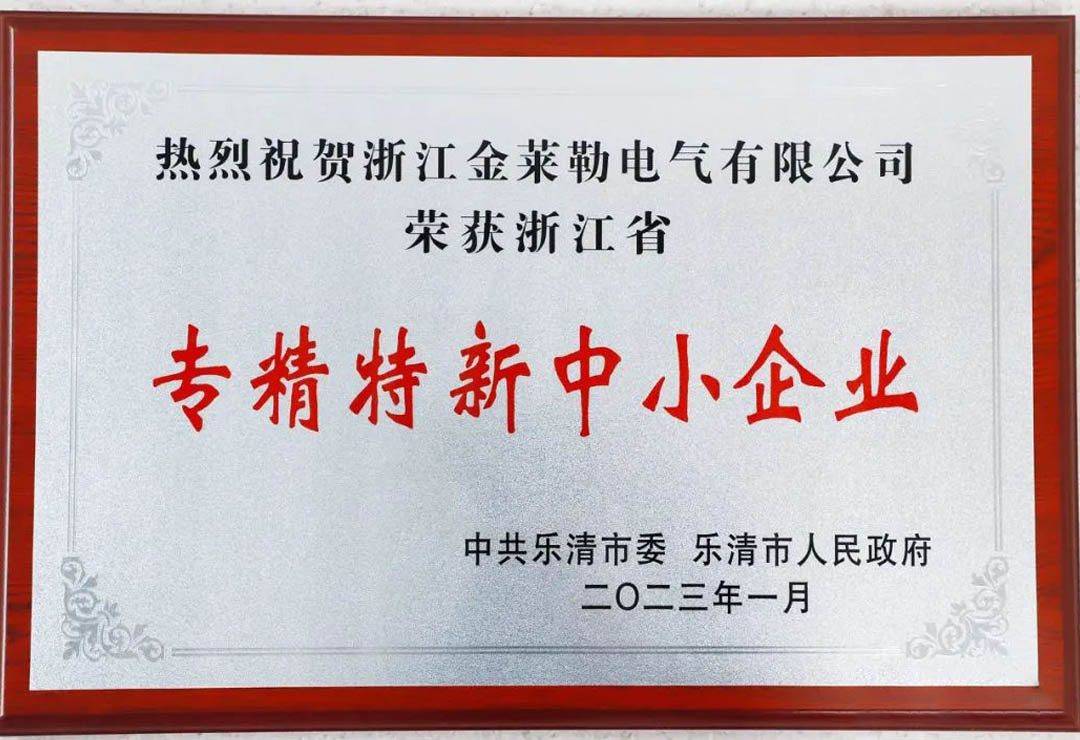 热烈祝贺浙江金莱勒电气有限公司
荣获浙江省
专精特新中小企业
中共乐清市委 乐清市人民政府
二〇二三年一月